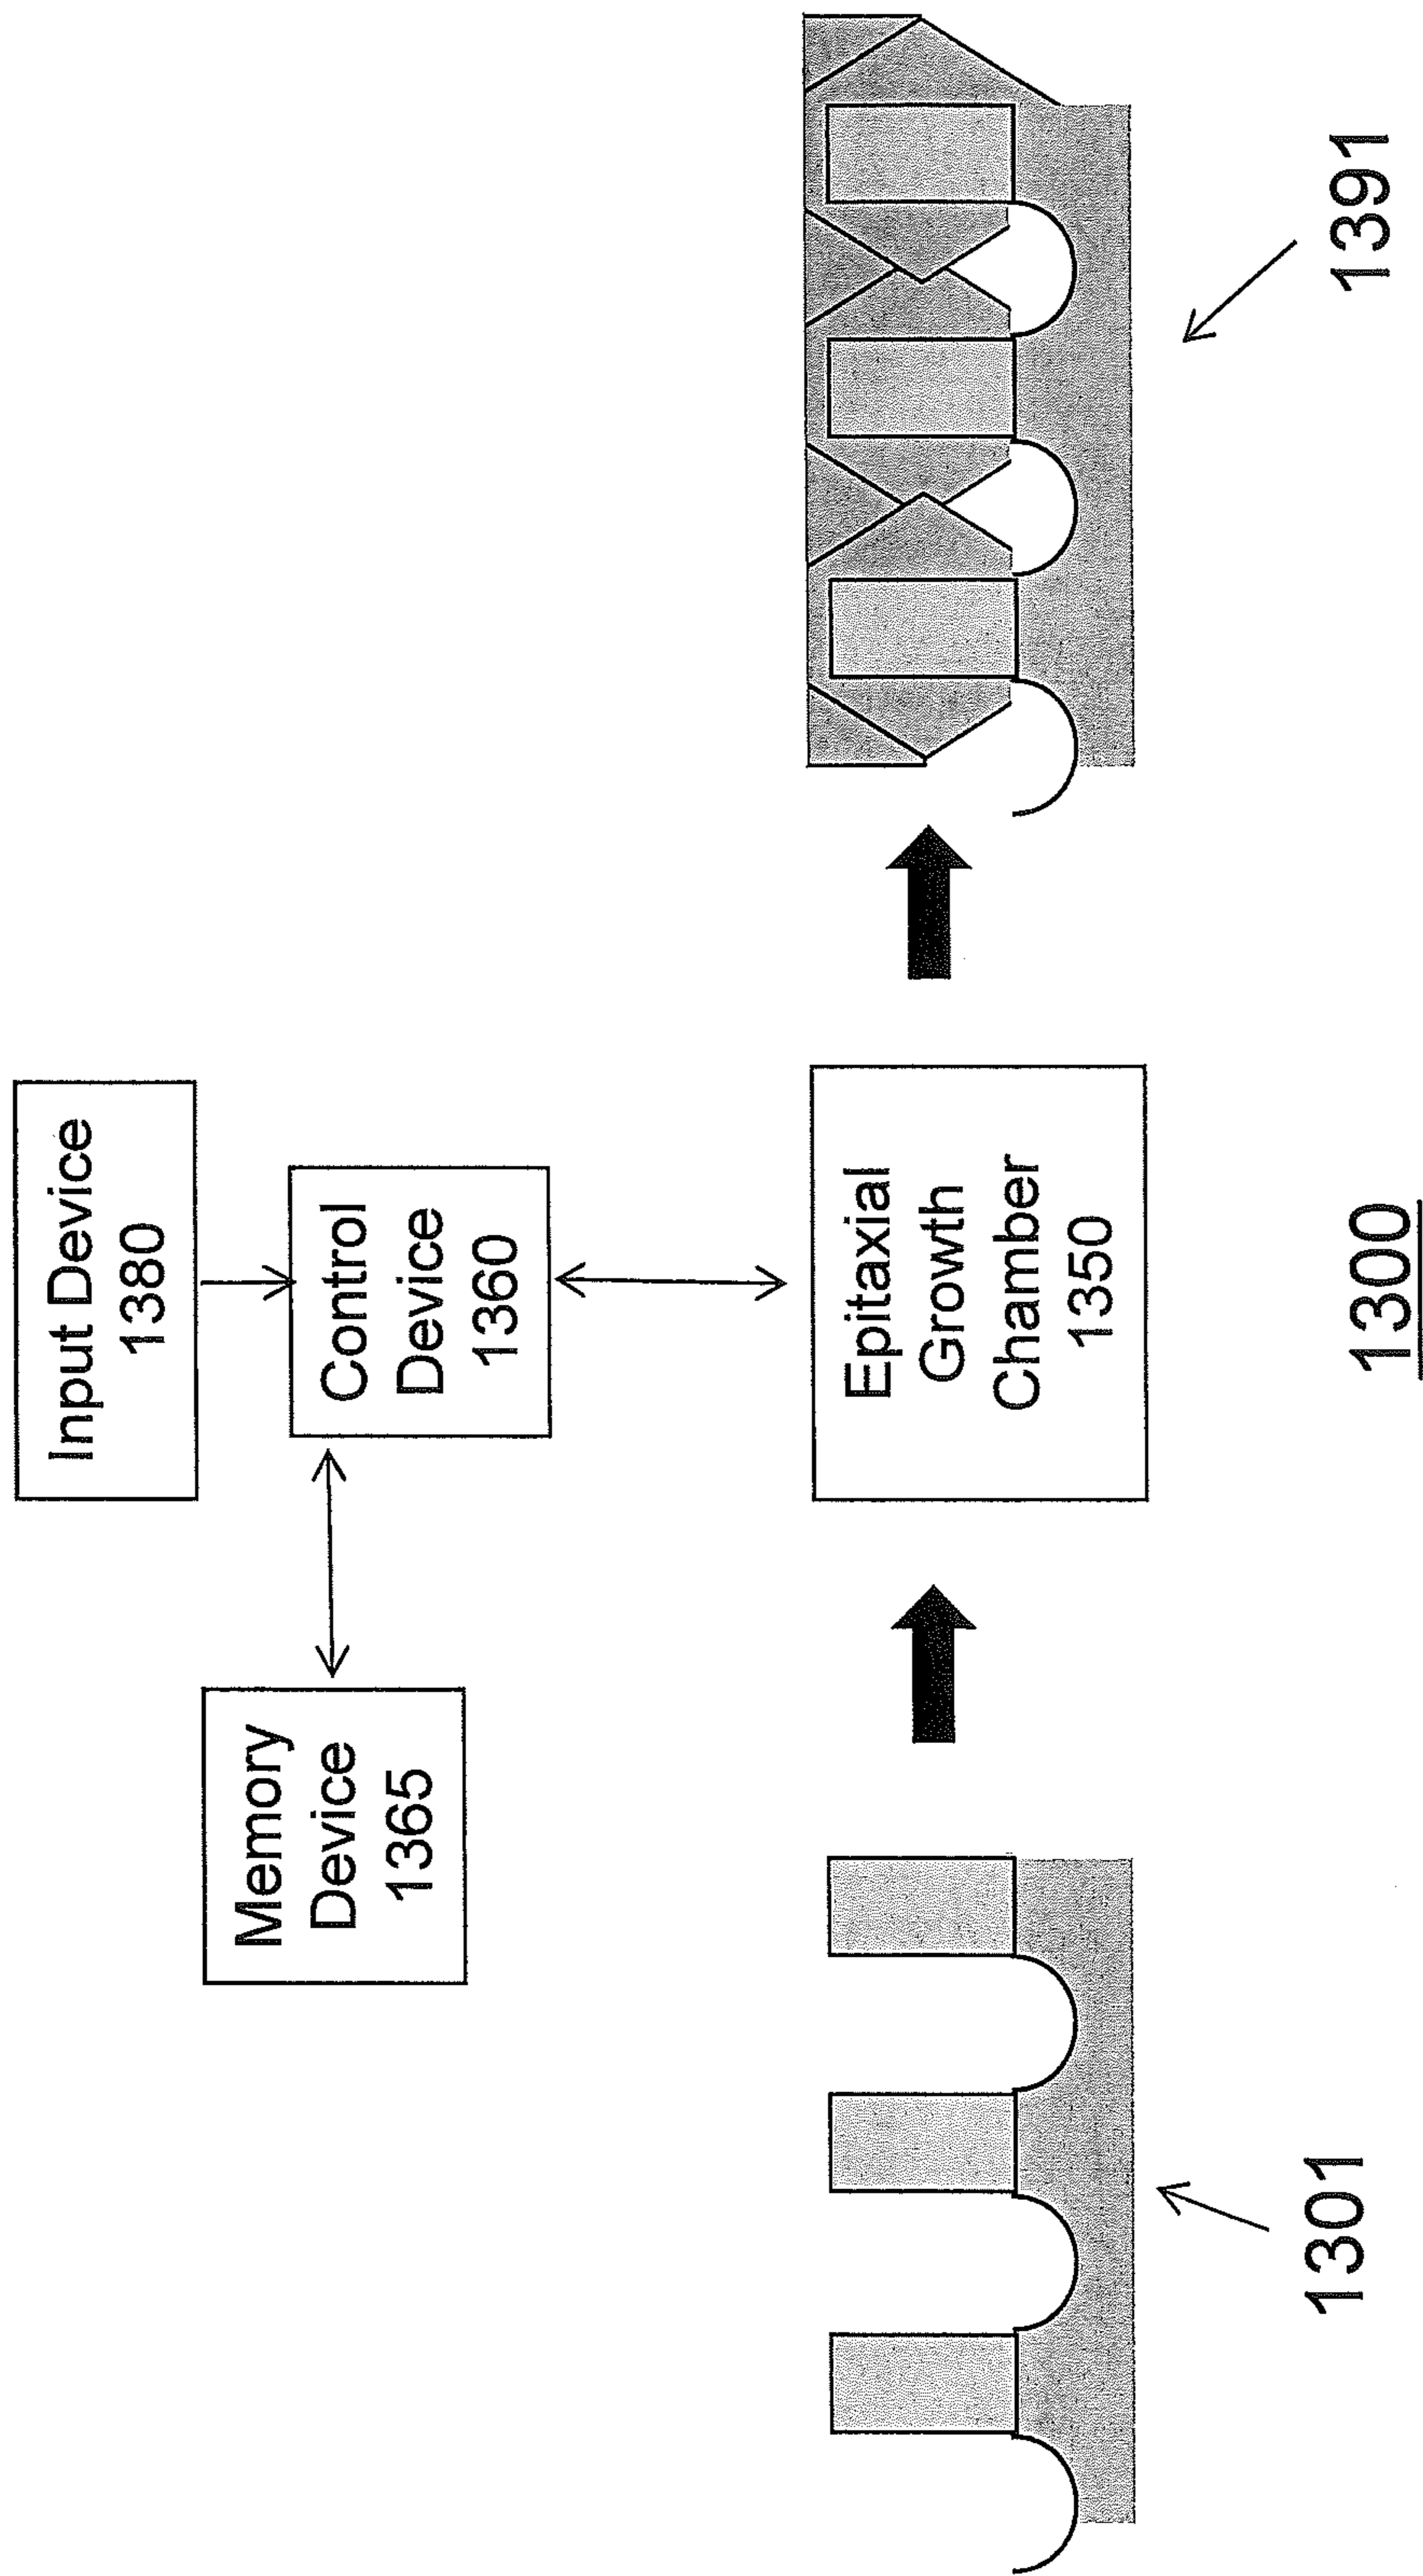 Input Device
1380
Memory
Device
1365
Control
Device
1360
Epitaxial
Growth
Chamber
1350
1301
1391
1300